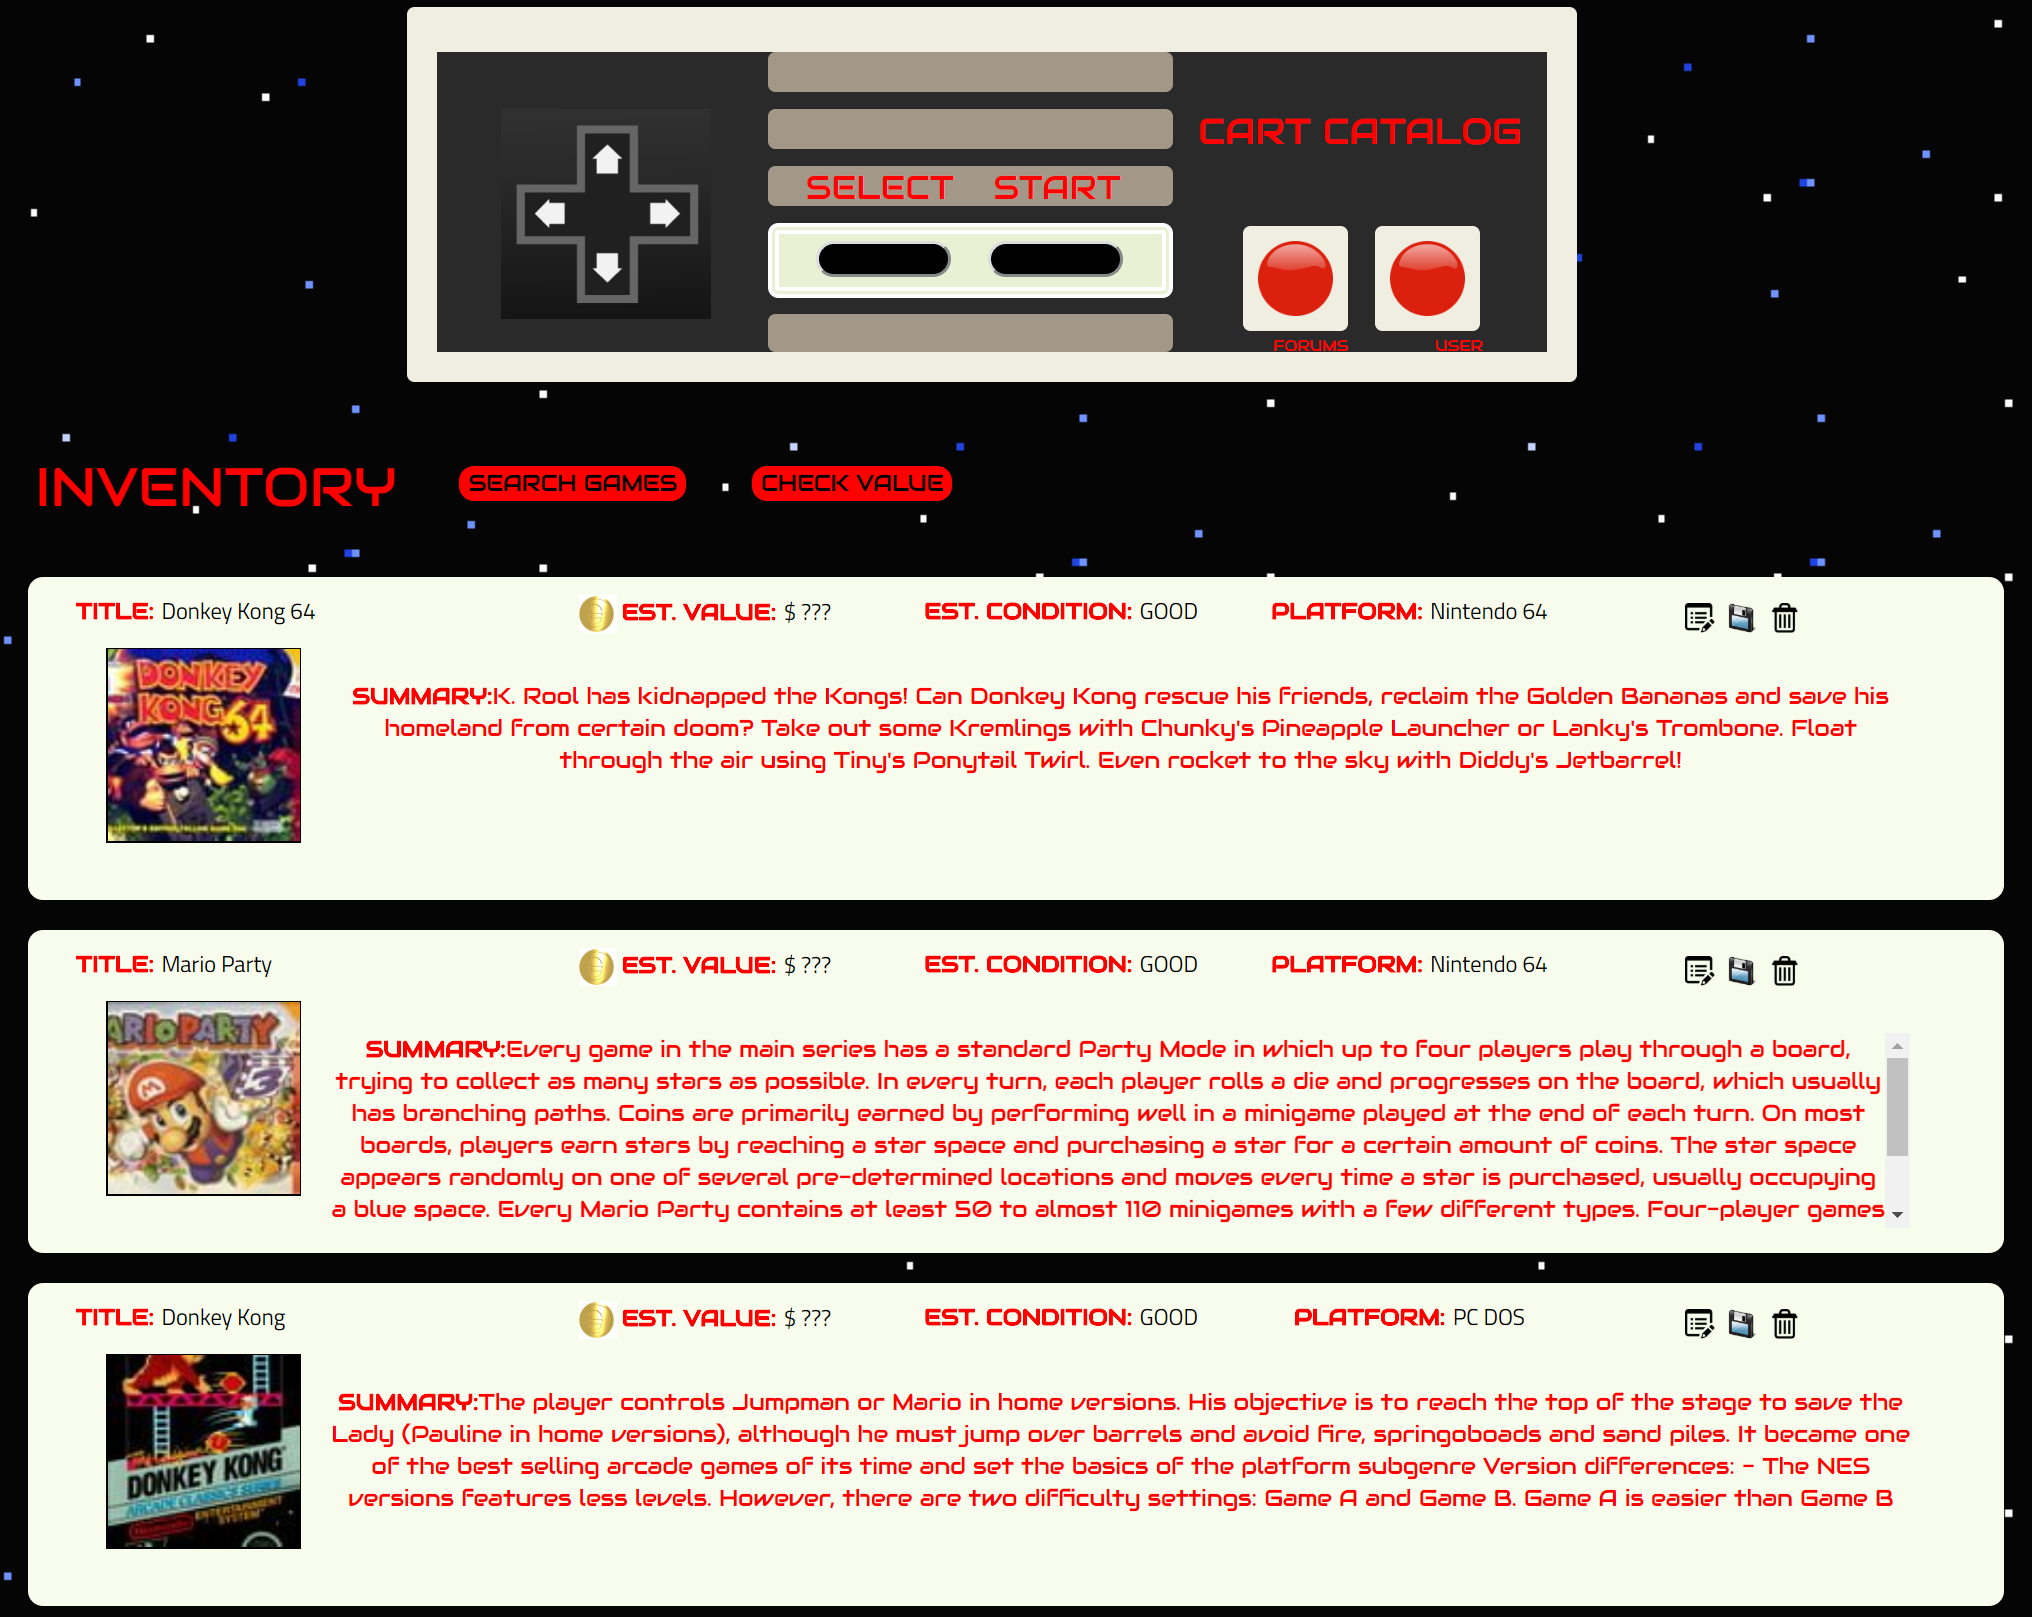 CART CATALOG
SELECT START
FORUMS USER
INVENTORY SEARCH GAMES CHECK VALUE
TITLE: Donkey Kong 64 EST. VALUE: $ ??? EST. CONDITION: GOOD PLATFORM: Nintendo 64
DONKEY
KONG 64
SUMMARY:K. Rool has kidnapped the Kongs! Can Donkey Kong rescue his friends, reclaim the Golden Bananas and save his
homeland from certain doom? Take out some Kremlings with Chunky's Pineapple Launcher or Lanky's Trombone. Float
through the air using Tiny's Ponytail Twirl. Even rocket to the sky with Diddy's Jetbarrel!
TITLE: Mario Party EST. VALUE: $ ??? EST. CONDITION: GOOD PLATFORM: Nintendo 64
ARIO PARTY
3
M
SUMMARY:Every game in the main series has a standard Party Mode in which up to four players play through a board,
trying to collect as many stars as possible. In every turn, each player rolls a die and progresses on the board, which usually
has branching paths. Coins are primarily earned by performing well in a minigame played at the end of each turn. On most
boards, players earn stars by reaching a star space and purchasing a star for a certain amount of coins. The star space
appears randomly on one of several pre-determined locations and moves every time a star is purchased, usually occupying
a blue space. Every Mario Party contains at least 50 to almost 110 minigames with a few different types. Four-player games
TITLE: Donkey Kong EST. VALUE: $ ??? EST. CONDITION: GOOD PLATFORM: PC DOS
DONKEY KONG
ARCADE CLASSICS SERIES
Nintendo ENTERTAINMENT
SYSTEM
SUMMARY:The player controls Jumpman or Mario in home versions. His objective is to reach the top of the stage to save the
Lady (Pauline in home versions), although he must jump over barrels and avoid fire, springoboads and sand piles. It became one
of the best selling arcade games of its time and set the basics of the platform subgenre Version differences: - The NES
versions features less levels. However, there are two difficulty settings: Game A and Game B. Game A is easier than Game B